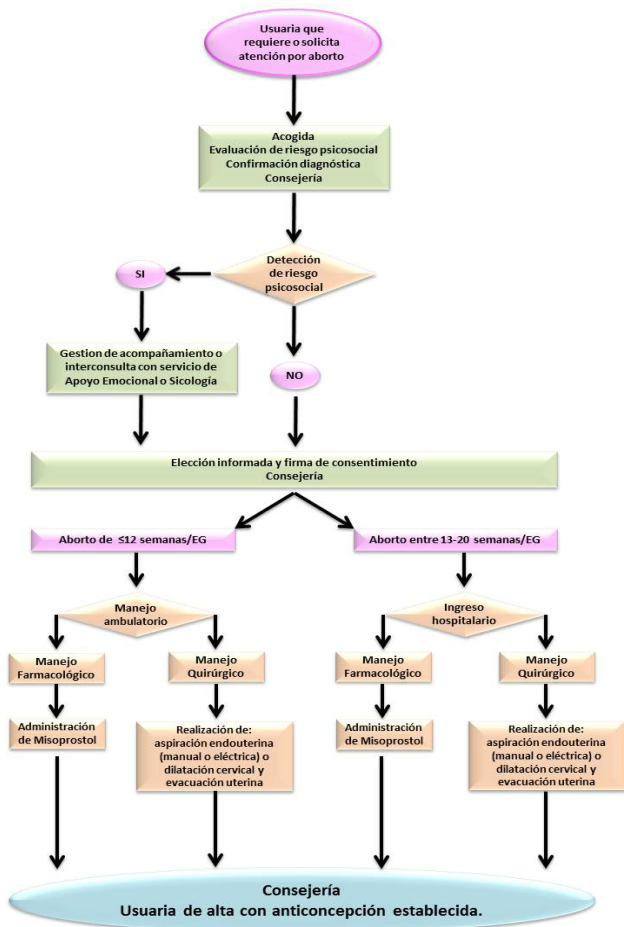 Usuaria que
requiere o solicita
atención por aborto
Acogida
Evaluación de riesgo psicosocial
Confirmación diagnóstica
Consejería
Detección
de riesgo
psicosocial
SI
Gestion de acompañamiento o
interconsulta con servicio de
Apoyo Emocional o Sicología
NO
Elección informada y firma de consentimiento
Consejería
Aborto de ≤12 semanas/EG
Aborto entre 13-20 semanas/EG
Manejo
ambulatorio
Ingreso
hospitalario
Manejo
Farmacológico
Manejo
Quirúrgico
Manejo
Farmacológico
Manejo
Quirúrgico
Administración
de Misoprostol
Realización de:
aspiración endouterina
(manual o eléctrica) o
dilatación cervical y
evacuación uterina
Administración
de Misoprostol
Realización de:
aspiración endouterina
(manual o eléctrica) o
dilatación cervical y
evacuación uterina
Consejería
Usuaria de alta con anticoncepción establecida.